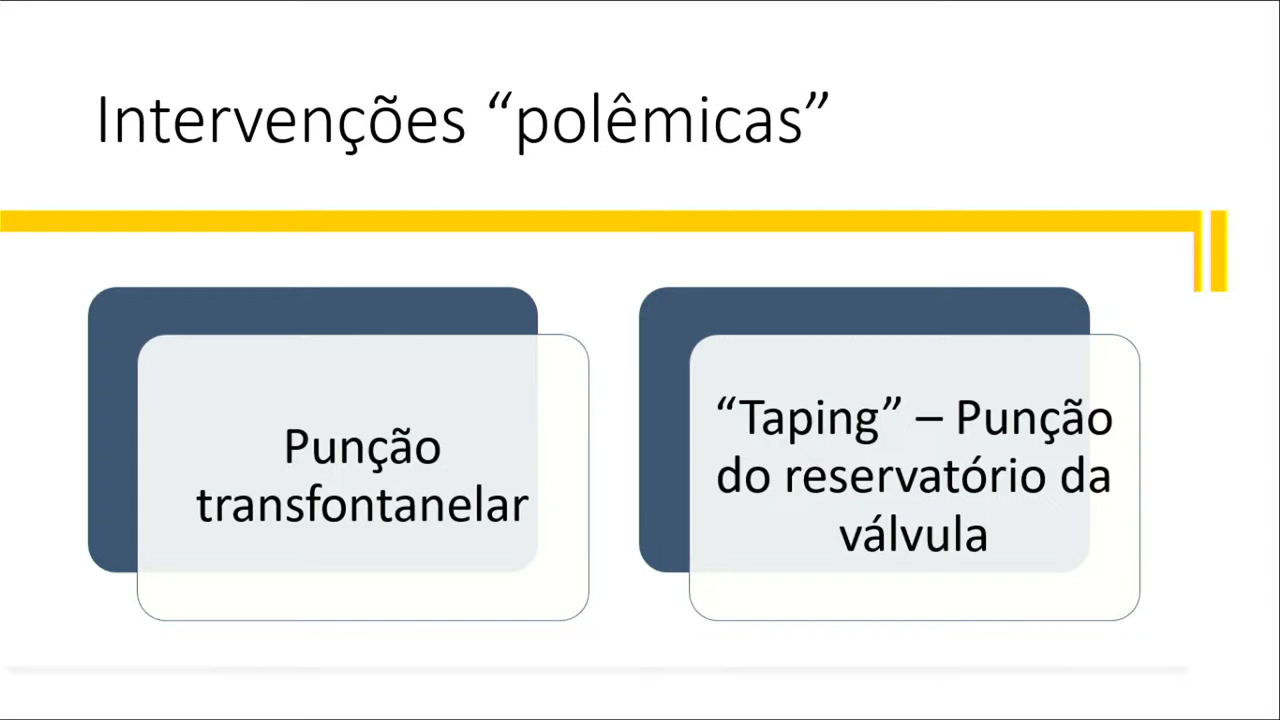 Intervenções “polêmicas”
Punção
transfontanelar
“Taping” – Punção
do reservatório da
válvula